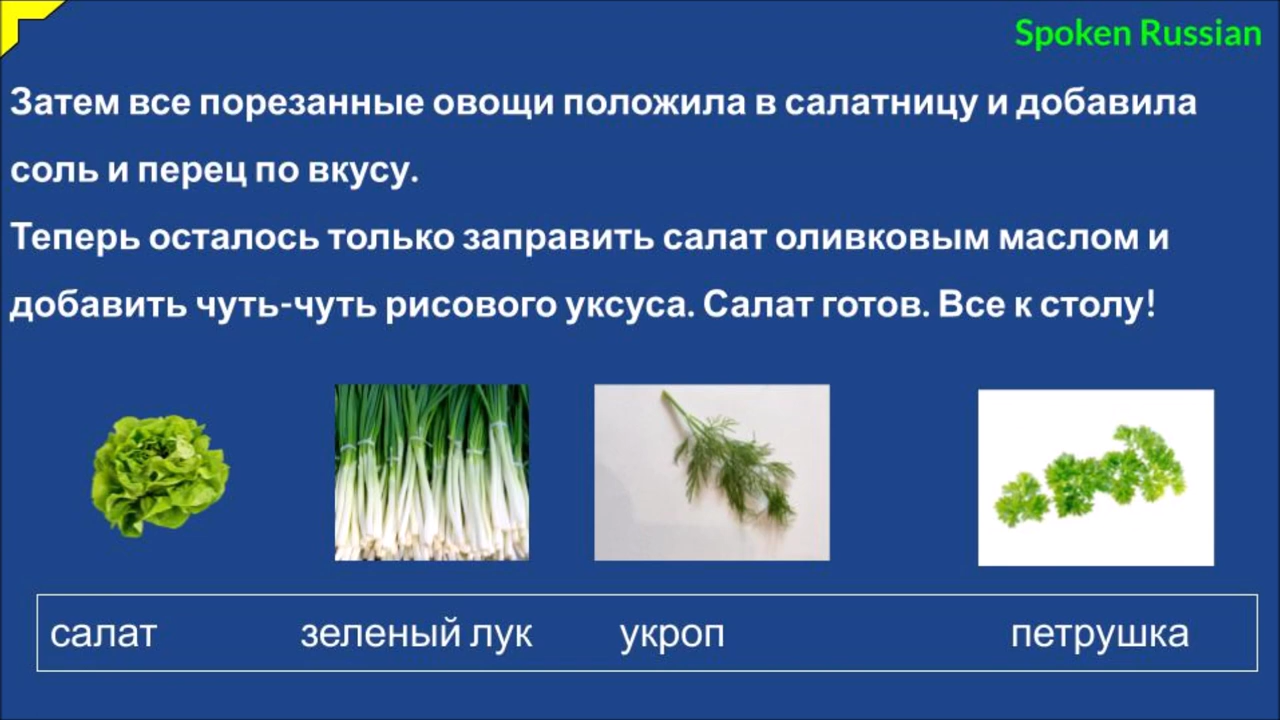 Spoken Russian
Затем все порезанные овощи положила в салатницу и добавила
соль и перец по вкусу.
Теперь осталось только заправить салат оливковым маслом и
добавить чуть-чуть рисового уксуса. Салат готов. Все к столу!
салат зеленый лук укроп петрушка